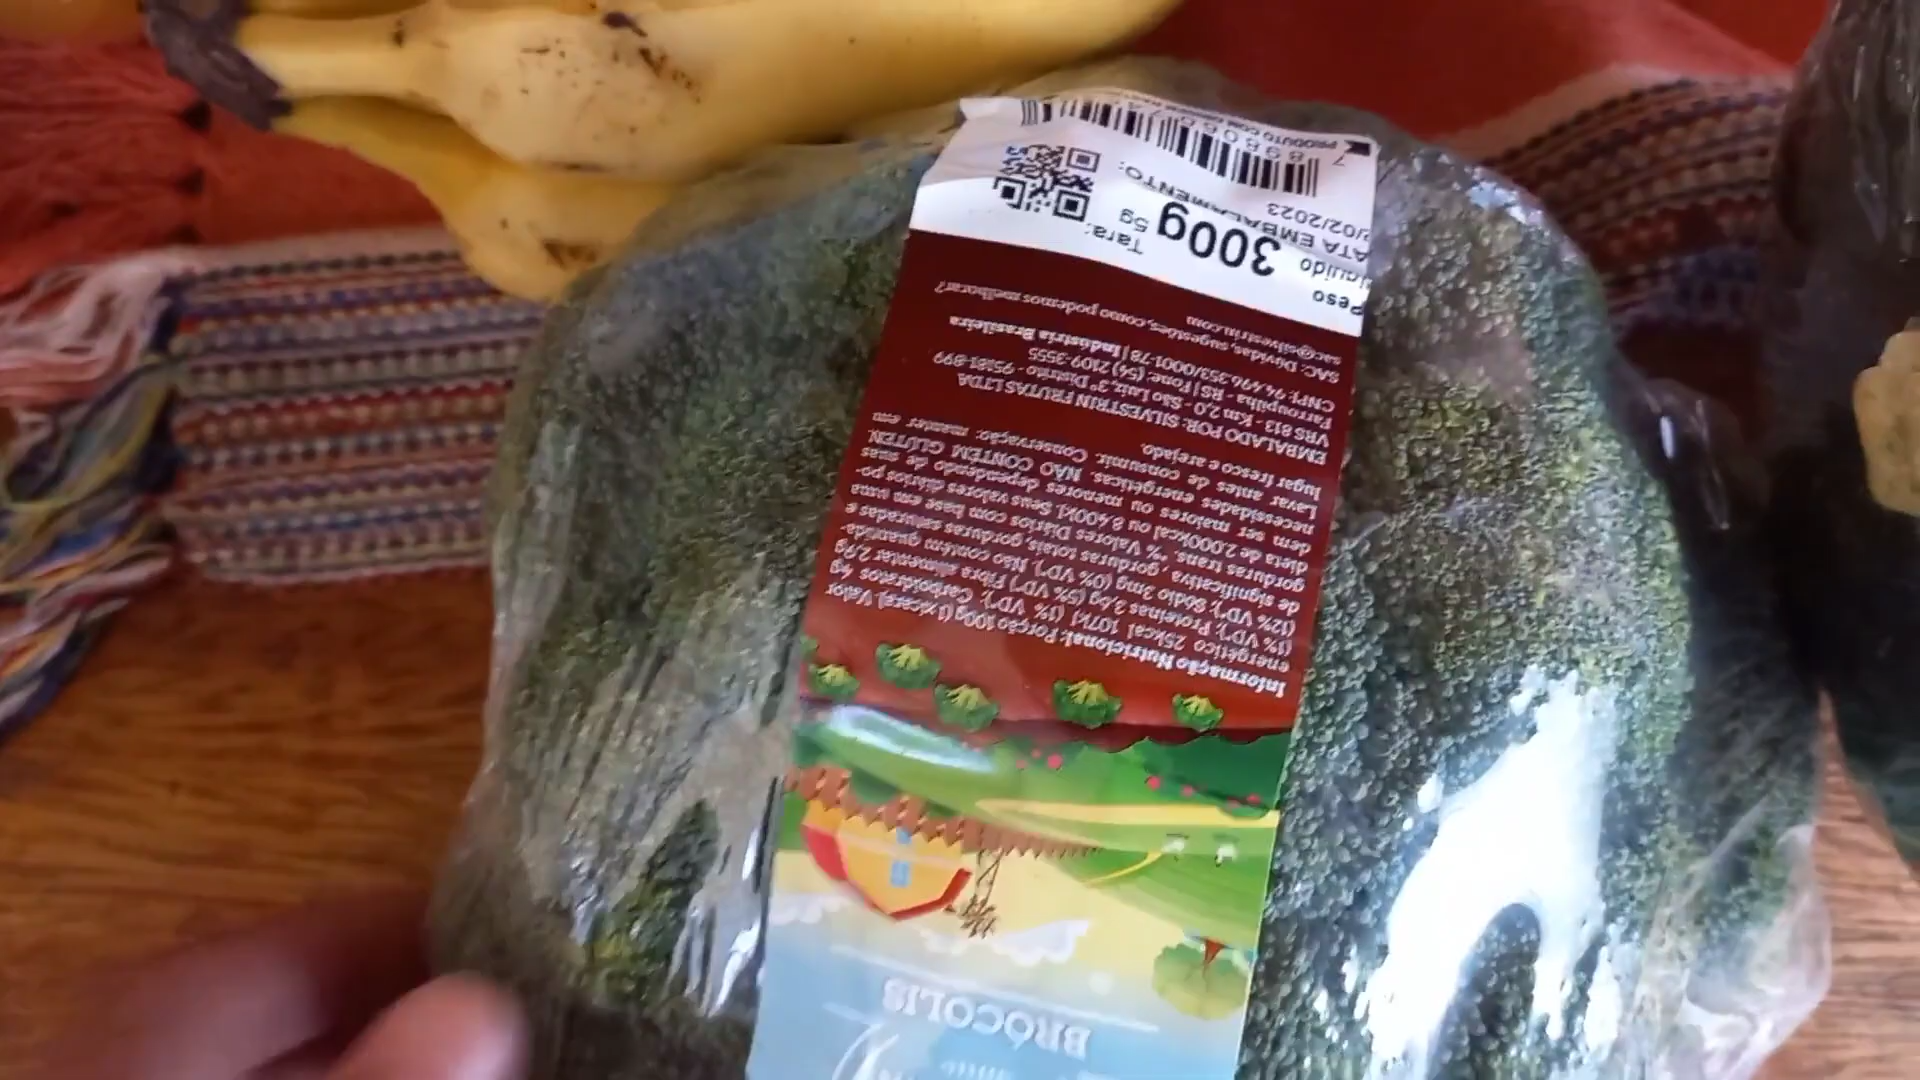 BRÓCOLIS
Informação Nutricional: Porção 100g (1 xícara). Valor
energético 25kcal 107kJ (1% VD*); Carboidratos 4g
(1% VD*); Proteínas 3,6g (5% VD*) Fibra alimentar 2,9g
(12% VD*); Sódio 3mg (0% VD*). Não contém quantida-
de significativa gorduras totais, gorduras saturadas e
gorduras trans. *% Valores Diários com base em uma
dieta de 2.000kcal ou 8.400kJ. Seus valores diários po-
dem ser maiores ou menores dependendo de suas
necessidades energéticas. NÃO CONTÉM GLÚTEN.
Lavar antes de consumir. Conservação: manter em
lugar fresco e arejado.
EMBALADO POR: SILVESTRIN FRUTAS LTDA
VRS 813 - Km 2,0 - São Luiz, 3º Distrito - 95181-899
Farroupilha - RS | Fone: (54) 2109-3555
CNPJ: 94.496.353/0001-78 | Indústria Brasileira
SAC: Dúvidas, sugestões, como podemos melhorar?
sac@silvestrin.com
Peso
300g
Tara:
5g
EMBALAMENTO:
/02/2023
PRODUTO COM